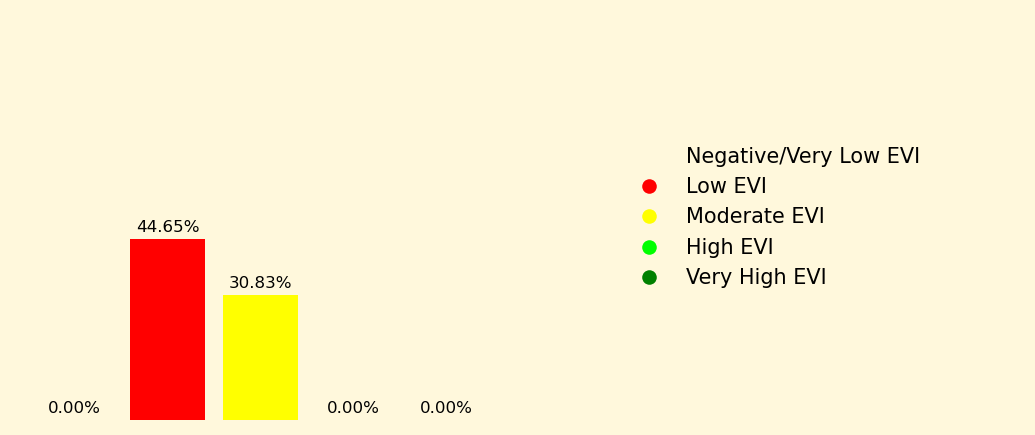 44.65%
30.83%
0.00%
0.00%
0.00%
Negative/Very Low EVI
Low EVI
Moderate EVI
High EVI
Very High EVI